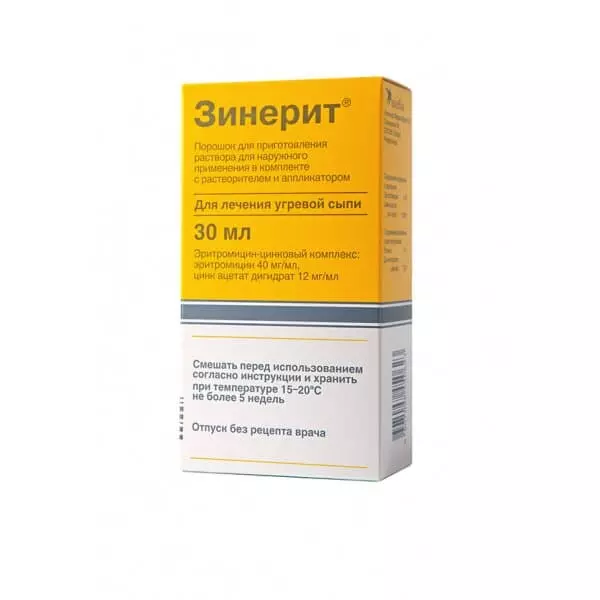 Зинерит®
Порошок для приготовления
раствора для наружного
применения в комплекте
с растворителем и аппликатором
Для лечения угревой сыпи
30 мл
Эритромицин-цинковый комплекс:
эритромицин 40 мг/мл,
цинк ацетат дигидрат 12 мг/мл
Смешать перед использованием
согласно инструкции и хранить
при температуре 15–20°С
не более 5 недель
Отпуск без рецепта врача